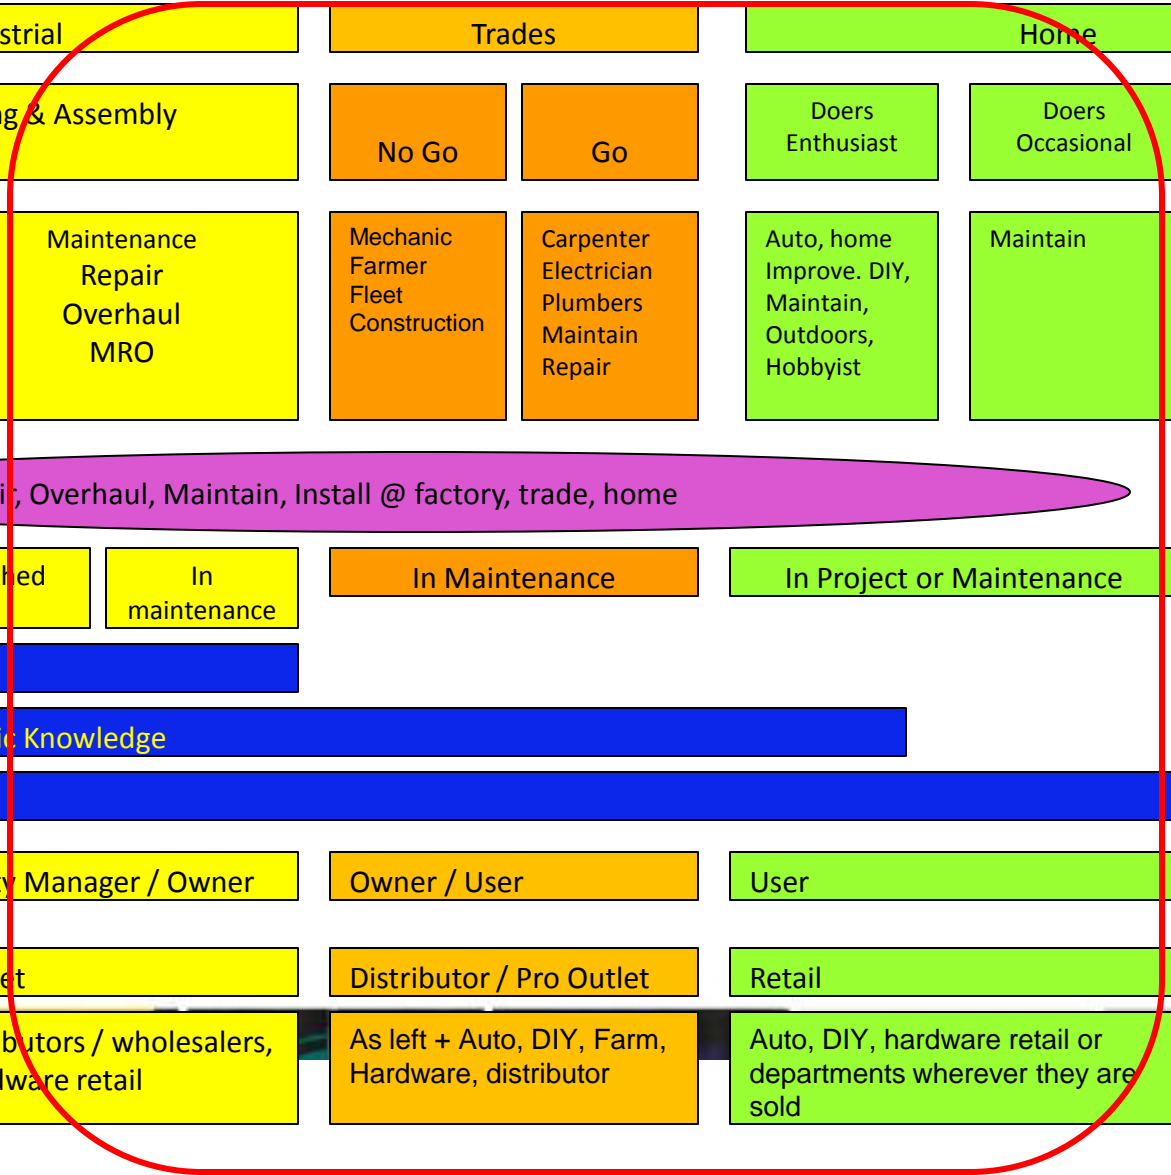 strial
Trades
Home
g & Assembly
No Go
Go
Doers
Enthusiast
Doers
Occasional
Maintenance
Repair
Overhaul
MRO
Mechanic
Farmer
Fleet
Construction
Carpenter
Electrician
Plumbers
Maintain
Repair
Auto, home
Improve. DIY,
Maintain,
Outdoors,
Hobbyist
Maintain
ir, Overhaul, Maintain, Install @ factory, trade, home
hed
In
maintenance
In Maintenance
In Project or Maintenance
ic Knowledge
y Manager / Owner
Owner / User
User
et
Distributor / Pro Outlet
Retail
butors / wholesalers,
ware retail
As left + Auto, DIY, Farm,
Hardware, distributor
Auto, DIY, hardware retail or
departments wherever they are
sold